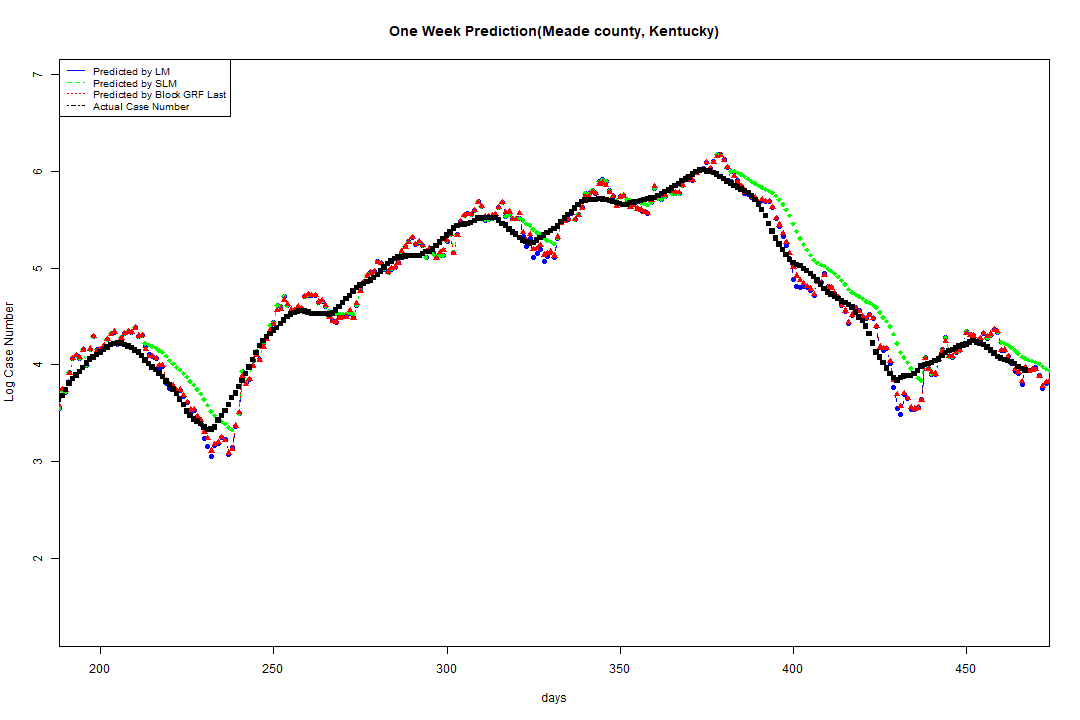 One Week Prediction(Meade county, Kentucky)
Predicted by LM
Predicted by SLM
Predicted by Block GRF Last
Actual Case Number
7
6
5
4
3
2
Log Case Number
200 250 300 350 400 450
days